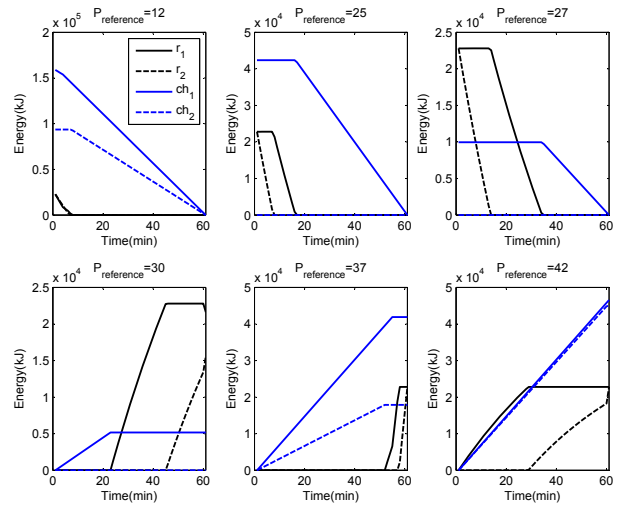 P_reference=12
x 10^5
2
1.5
1
0.5
0
Energy(kJ)
0 20 40 60
Time(min)
r_1
r_2
ch_1
ch_2
P_reference=25
x 10^4
5
4
3
2
1
0
Energy(kJ)
0 20 40 60
Time(min)
P_reference=27
x 10^4
2.5
2
1.5
1
0.5
0
Energy(kJ)
0 20 40 60
Time(min)
P_reference=30
x 10^4
2.5
2
1.5
1
0.5
0
Energy(kJ)
0 20 40 60
Time(min)
P_reference=37
x 10^4
5
4
3
2
1
0
Energy(kJ)
0 20 40 60
Time(min)
P_reference=42
x 10^4
5
4
3
2
1
0
Energy(kJ)
0 20 40 60
Time(min)